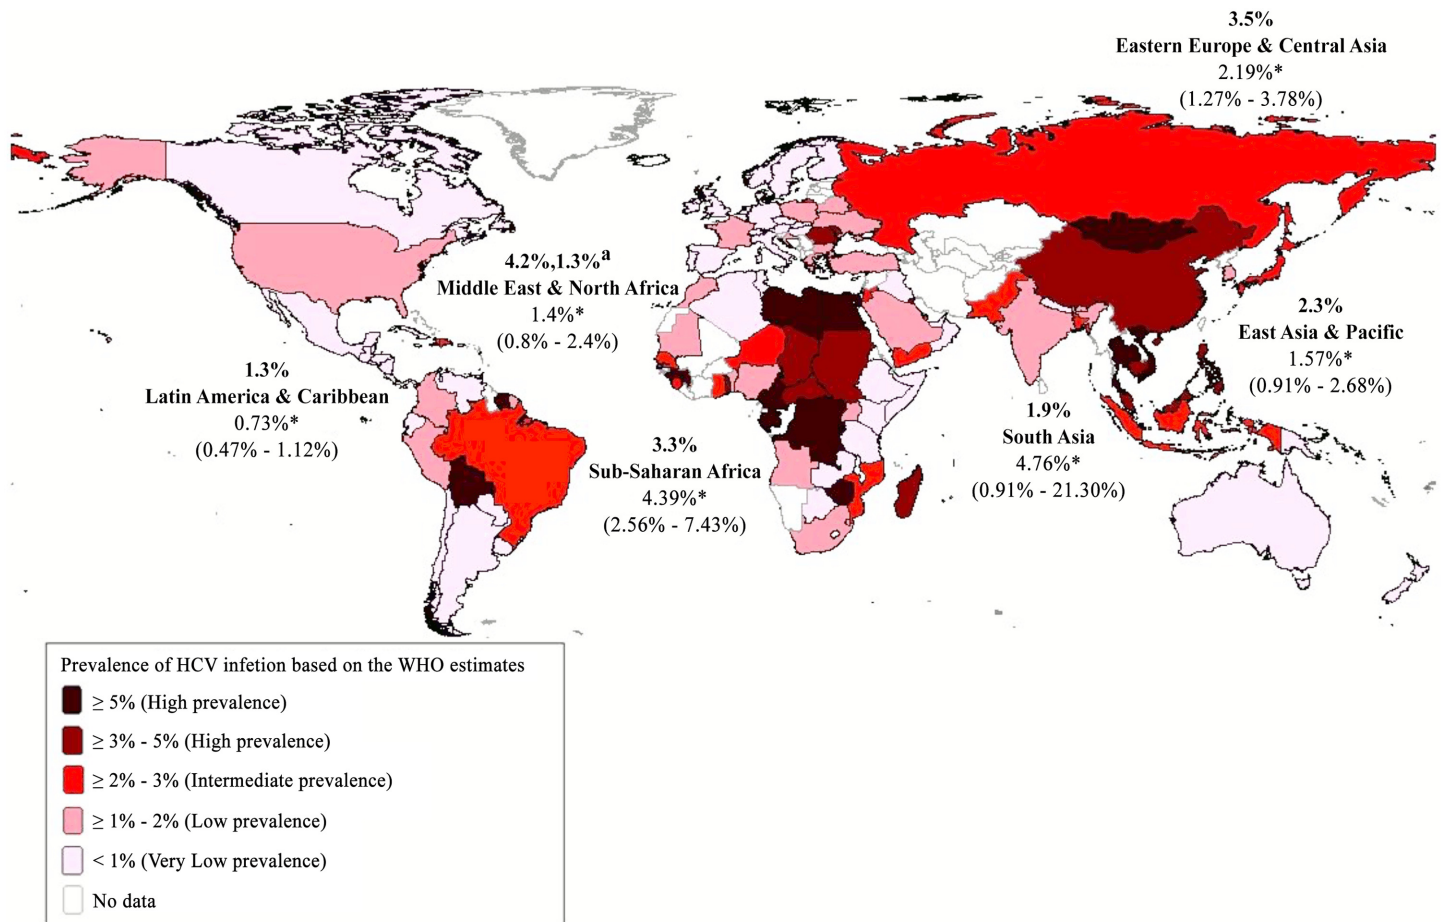 3.5%
Eastern Europe & Central Asia
2.19%*
(1.27% - 3.78%)
4.2%,1.3%ᵃ
Middle East & North Africa
1.4%*
(0.8% - 2.4%)
2.3%
East Asia & Pacific
1.57%*
(0.91% - 2.68%)
1.3%
Latin America & Caribbean
0.73%*
(0.47% - 1.12%)
1.9%
South Asia
4.76%*
(0.91% - 21.30%)
3.3%
Sub-Saharan Africa
4.39%*
(2.56% - 7.43%)
Prevalence of HCV infetion based on the WHO estimates
≥ 5% (High prevalence)
≥ 3% - 5% (High prevalence)
≥ 2% - 3% (Intermediate prevalence)
≥ 1% - 2% (Low prevalence)
< 1% (Very Low prevalence)
No data